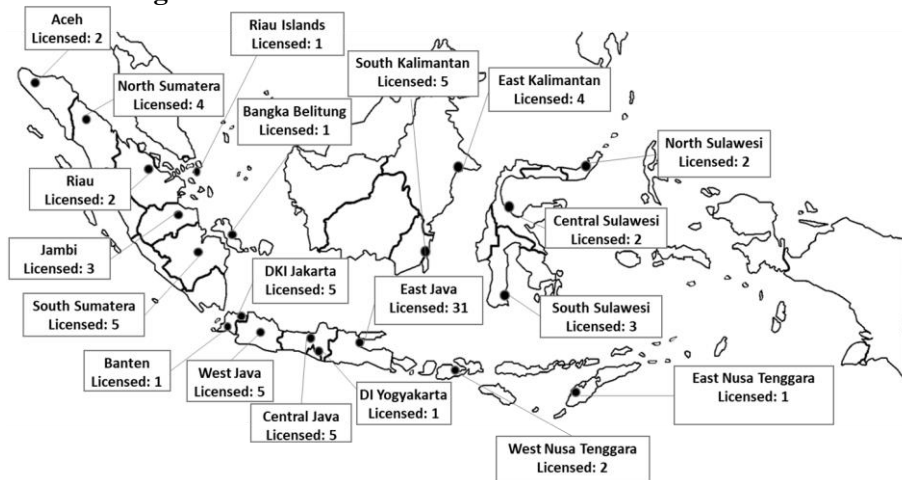 Aceh
Licensed: 2
Riau Islands
Licensed: 1
South Kalimantan
Licensed: 5
East Kalimantan
Licensed: 4
North Sumatera
Licensed: 4
Bangka Belitung
Licensed: 1
North Sulawesi
Licensed: 2
Riau
Licensed: 2
Central Sulawesi
Licensed: 2
Jambi
Licensed: 3
DKI Jakarta
Licensed: 5
East Java
Licensed: 31
South Sumatera
Licensed: 5
South Sulawesi
Licensed: 3
Banten
Licensed: 1
West Java
Licensed: 5
DI Yogyakarta
Licensed: 1
East Nusa Tenggara
Licensed: 1
Central Java
Licensed: 5
West Nusa Tenggara
Licensed: 2